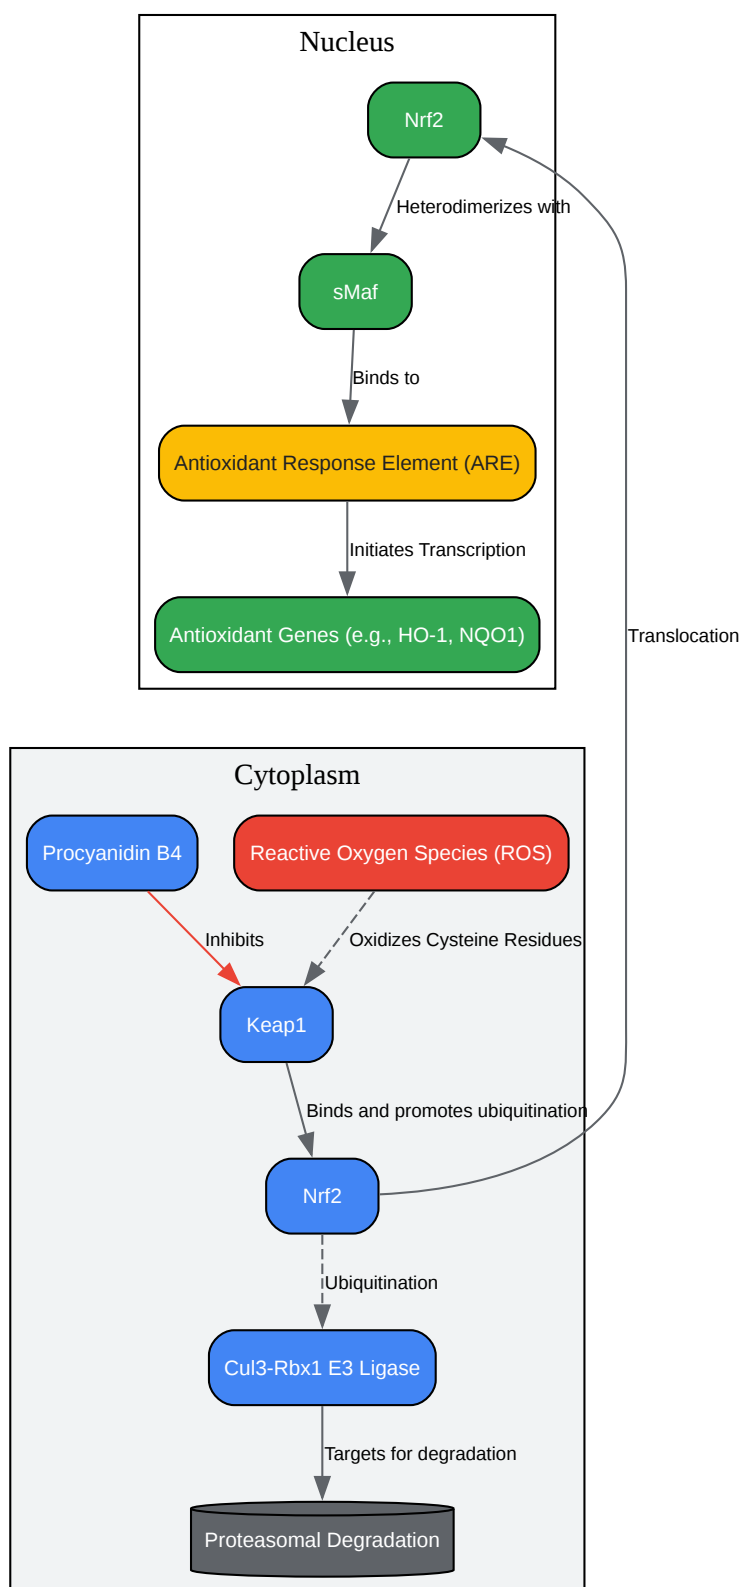 Nucleus
Nrf2
Heterodimerizes with
sMaf
Binds to
Antioxidant Response Element (ARE)
Initiates Transcription
Antioxidant Genes (e.g., HO-1, NQO1)
Translocation
Cytoplasm
Procyanidin B4
Reactive Oxygen Species (ROS)
Inhibits
Oxidizes Cysteine Residues
Keap1
Binds and promotes ubiquitination
Nrf2
Ubiquitination
Cul3-Rbx1 E3 Ligase
Targets for degradation
Proteasomal Degradation